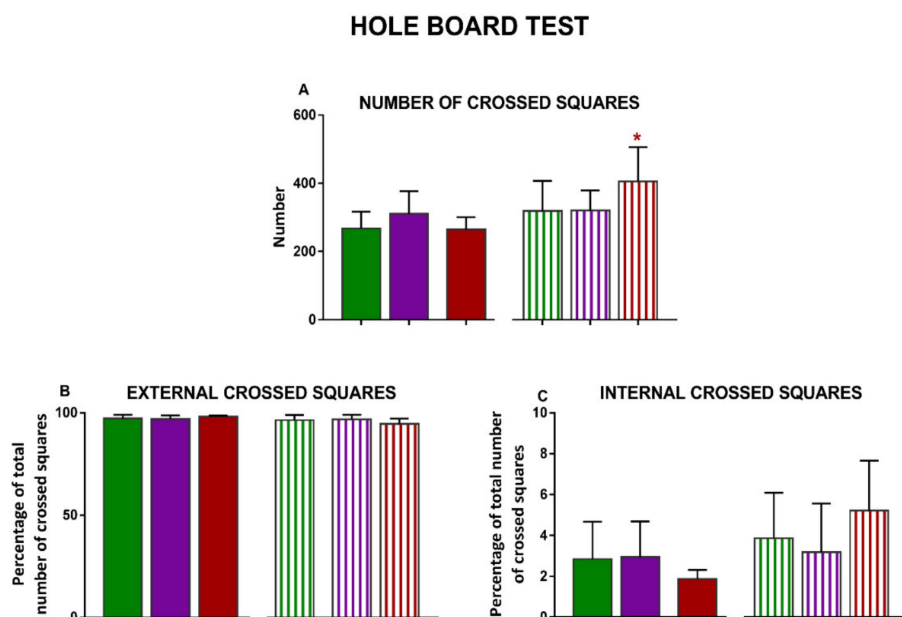 HOLE BOARD TEST
A
NUMBER OF CROSSED SQUARES
Number
600
400
200
0
*
B
EXTERNAL CROSSED SQUARES
Percentage of total
number of crossed squares
100
50
0
C
INTERNAL CROSSED SQUARES
Percentage of total number
of crossed squares
10
8
6
4
2
0